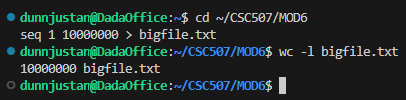 dunnjustan@DadaOffice:~$ cd ~/CSC507/MOD6
seq 1 10000000 > bigfile.txt
dunnjustan@DadaOffice:~/CSC507/MOD6$ wc -l bigfile.txt
10000000 bigfile.txt
dunnjustan@DadaOffice:~/CSC507/MOD6$